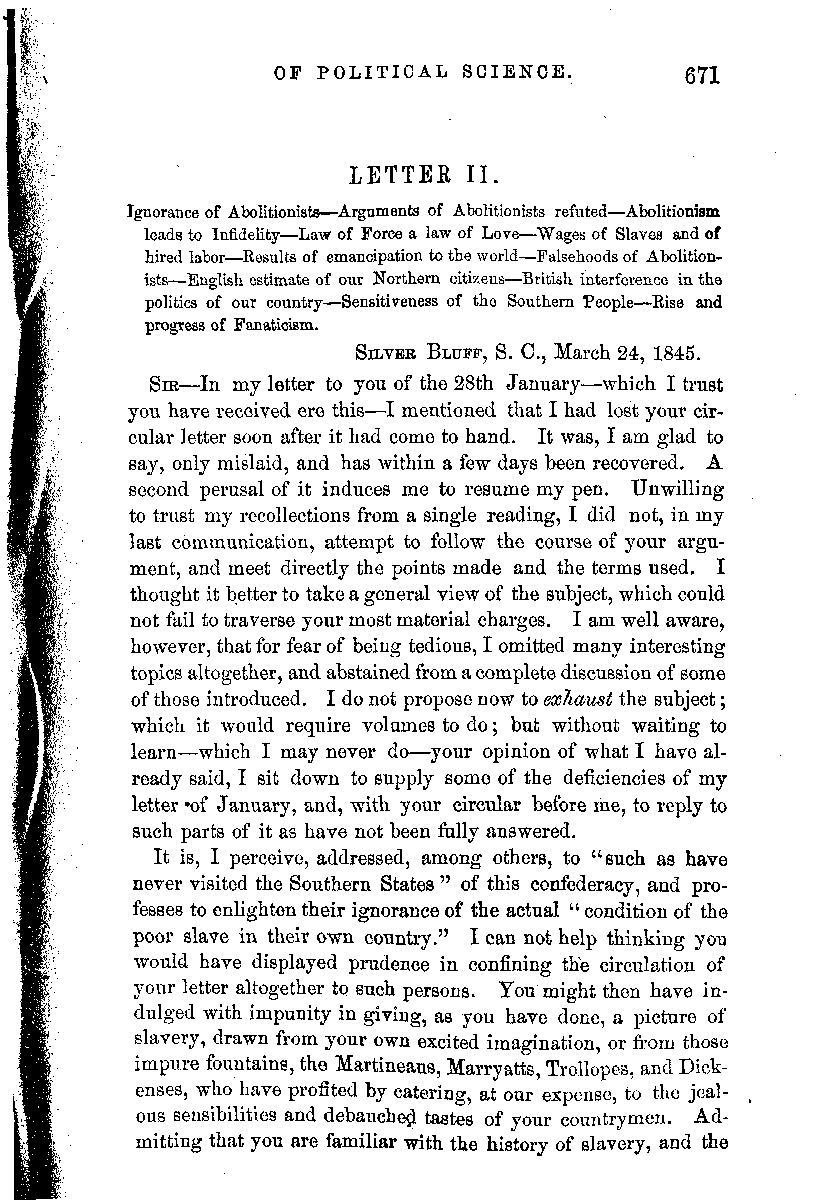 OF POLITICAL SCIENCE. 671
LETTER II.
Ignorance of Abolitionists—Arguments of Abolitionists refuted—Abolitionism
leads to Infidelity—Law of Force a law of Love—Wages of Slaves and of
hired labor—Results of emancipation to the world—Falsehoods of Abolition-
ists—English estimate of our Northern citizens—British interference in the
politics of our country—Sensitiveness of the Southern People—Rise and
progress of Fanaticism.
SILVER BLUFF, S. C., March 24, 1845.
SIR—In my letter to you of the 28th January—which I trust
you have received ere this—I mentioned that I had lost your cir-
cular letter soon after it had come to hand. It was, I am glad to
say, only mislaid, and has within a few days been recovered. A
second perusal of it induces me to resume my pen. Unwilling
to trust my recollections from a single reading, I did not, in my
last communication, attempt to follow the course of your argu-
ment, and meet directly the points made and the terms used. I
thought it better to take a general view of the subject, which could
not fail to traverse your most material charges. I am well aware,
however, that for fear of being tedious, I omitted many interesting
topics altogether, and abstained from a complete discussion of some
of those introduced. I do not propose now to exhaust the subject;
which it would require volumes to do; but without waiting to
learn—which I may never do—your opinion of what I have al-
ready said, I sit down to supply some of the deficiencies of my
letter of January, and, with your circular before me, to reply to
such parts of it as have not been fully answered.
It is, I perceive, addressed, among others, to "such as have
never visited the Southern States" of this confederacy, and pro-
fesses to enlighten their ignorance of the actual "condition of the
poor slave in their own country." I can not help thinking you
would have displayed prudence in confining the circulation of
your letter altogether to such persons. You might then have in-
dulged with impunity in giving, as you have done, a picture of
slavery, drawn from your own excited imagination, or from those
impure fountains, the Martineaus, Marryatts, Trollopes, and Dick-
enses, who have profited by catering, at our expense, to the jeal-
ous sensibilities and debauched tastes of your countrymen. Ad-
mitting that you are familiar with the history of slavery, and the